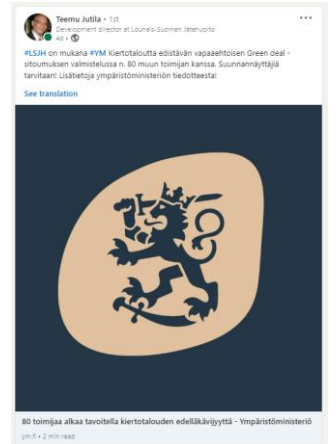 Teemu Jutila • 1st
Development director at Lounais-Suomen Jätehuolto
4d •
#LSJH on mukana #YM Kiertotaloutta edistävän vapaaehtoisen Green deal -
sitoumuksen valmistelussa n. 80 muun toimijan kanssa. Suunnannäyttäjiä
tarvitaan! Lisätietoja ympäristöministeriön tiedotteesta!
See translation
80 toimijaa alkaa tavoitella kiertotalouden edelläkävijyyttä - Ympäristöministeriö
ym.fi • 2 min read